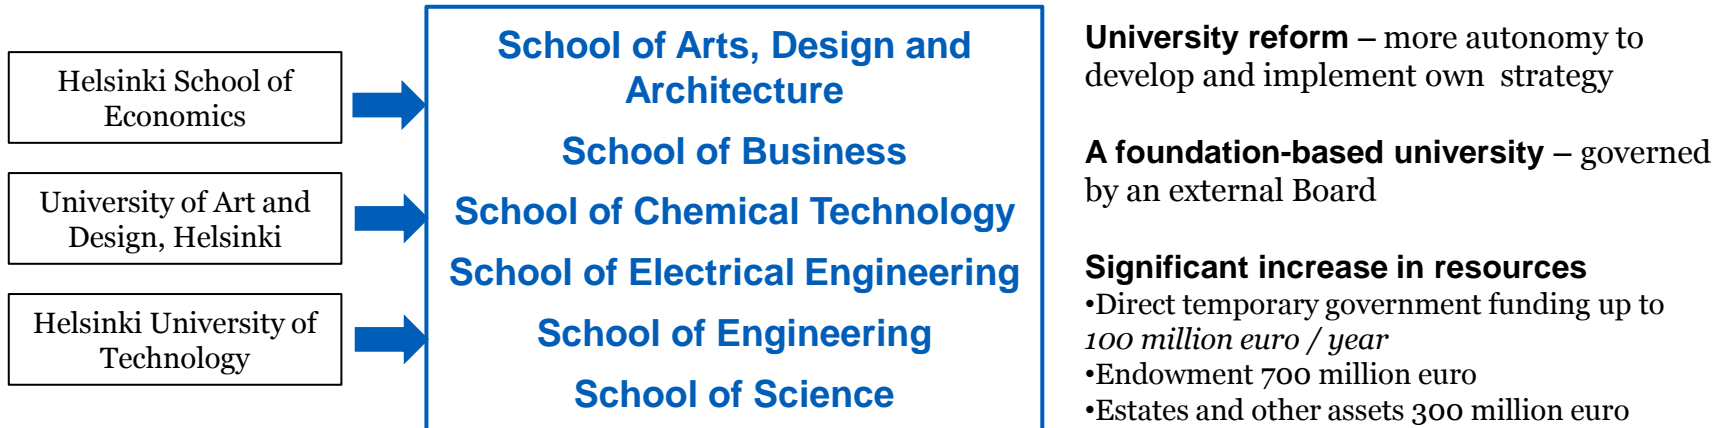 Helsinki School of
Economics
University of Art and
Design, Helsinki
Helsinki University of
Technology
School of Arts, Design and
Architecture
School of Business
School of Chemical Technology
School of Electrical Engineering
School of Engineering
School of Science
University reform – more autonomy to
develop and implement own  strategy
A foundation-based university – governed
by an external Board
Significant increase in resources
•Direct temporary government funding up to
100 million euro / year
•Endowment 700 million euro
•Estates and other assets 300 million euro